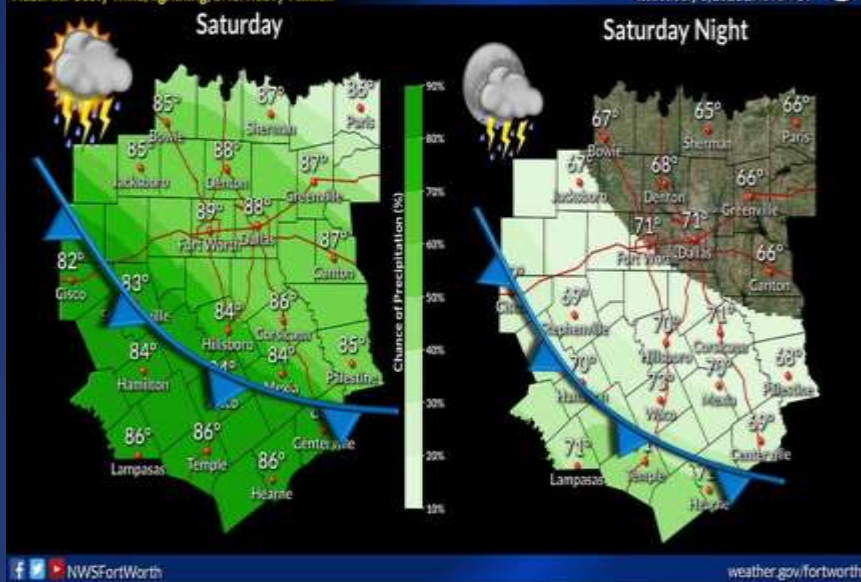 Saturday
85°
Bowie
87°
Sherman
86°
Paris
85°
Jacksboro
88°
Denton
87°
Greenville
89°
Fort Worth
88°
Dallas
87°
Canton
82°
Cisco
83°
84°
Hillsboro
86°
Corsicana
84°
Hamilton
84°
Mexia
85°
Palestine
Centerville
86°
Lampasas
86°
Temple
86°
Hearne
Chance of Precipitation (%)
90%
80%
70%
60%
50%
40%
30%
20%
10%
Saturday Night
67°
Bowie
65°
Sherman
66°
Paris
67°
Jacksboro
68°
Denton
66°
Greenville
71°
Fort Wor
71°
Dallas
66°
Canton
69°
Stephenville
70°
Hillsboro
71°
Corsicana
70°
73°
Waco
70°
Mexia
68°
Palestine
69°
Centerville
71°
Lampasas
Temple
Hearne
NWSFortWorth
weather.gov/fortworth